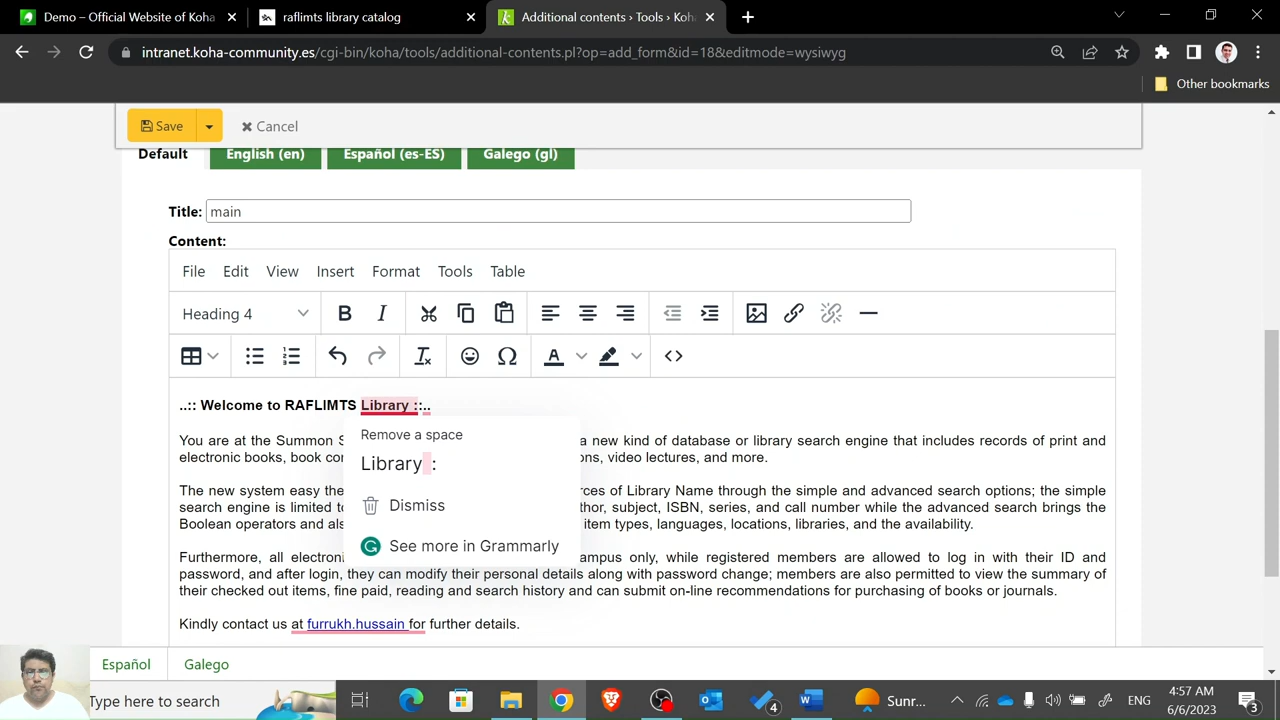 Demo – Official Website of Koha
raflimts library catalog
Additional contents › Tools › Koha
intranet.koha-community.es/cgi-bin/koha/tools/additional-contents.pl?op=add_form&id=18&editmode=wysiwyg
Other bookmarks
Save
Cancel
Default
English (en)
Español (es-ES)
Galego (gl)
Title: main
Content:
File Edit View Insert Format Tools Table
Heading 4
..:: Welcome to RAFLIMTS Library ::..
You are at the Summon S
a new kind of database or library search engine that includes records of print and
electronic books, book
ons, video lectures, and more.
The new system easy the
rces of Library Name through the simple and advanced search options; the simple
search engine is limited to
hor, subject, ISBN, series, and call number while the advanced search brings the
Boolean operators and als
item types, languages, locations, libraries, and the availability.
Furthermore, all electroni
ampus only, while registered members are allowed to log in with their ID and
password, and after login, they can modify their personal details along with password change; members are also permitted to view the summary of
their checked out items, fine paid, reading and search history and can submit on-line recommendations for purchasing of books or journals.
Kindly contact us at furrukh.hussain for further details.
Remove a space
Library :
Dismiss
See more in Grammarly
Español
Galego
Type here to search
4
Sunr...
ENG
4:57 AM
6/6/2023
3